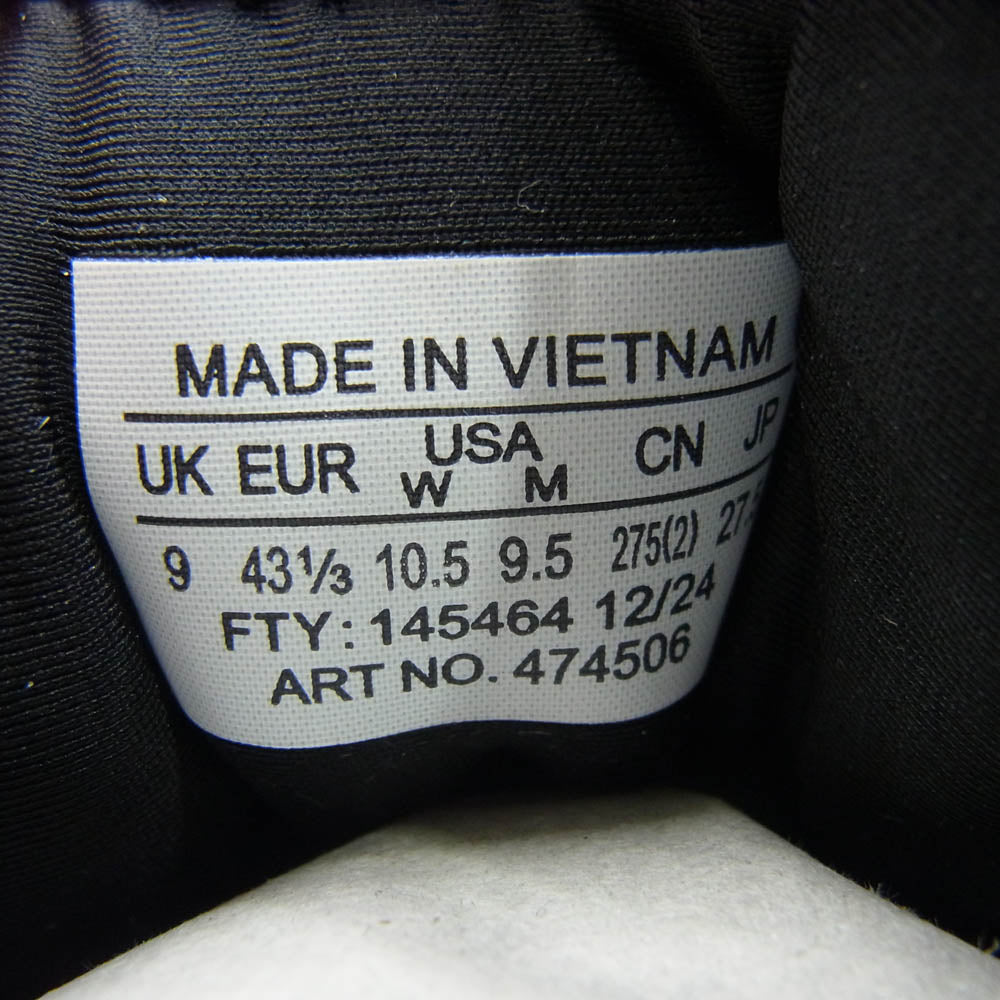 MADE IN VIETNAM
UK EUR USA CN JP
W M
9 43⅓ 10.5 9.5 275(2)
FTY: 145464 12/24
ART NO. 474506